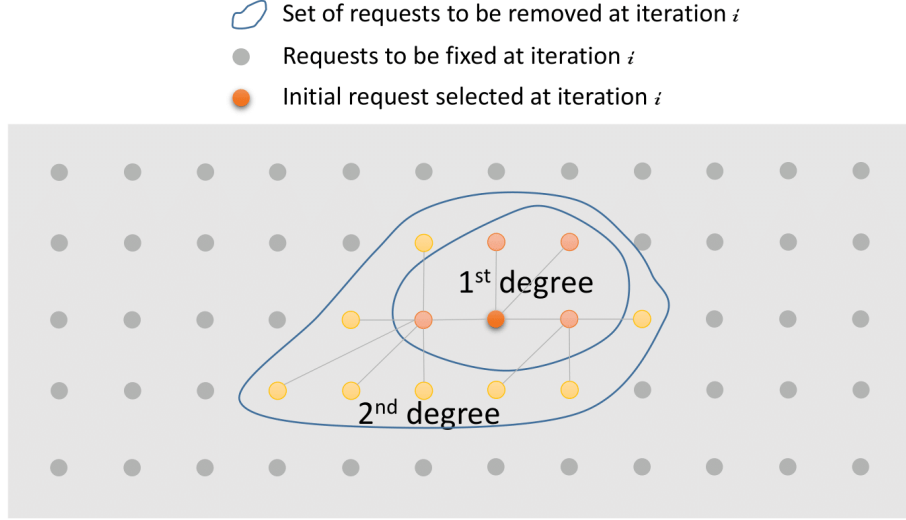 Set of requests to be removed at iteration i
Requests to be fixed at iteration i
Initial request selected at iteration i
1st degree
2nd degree